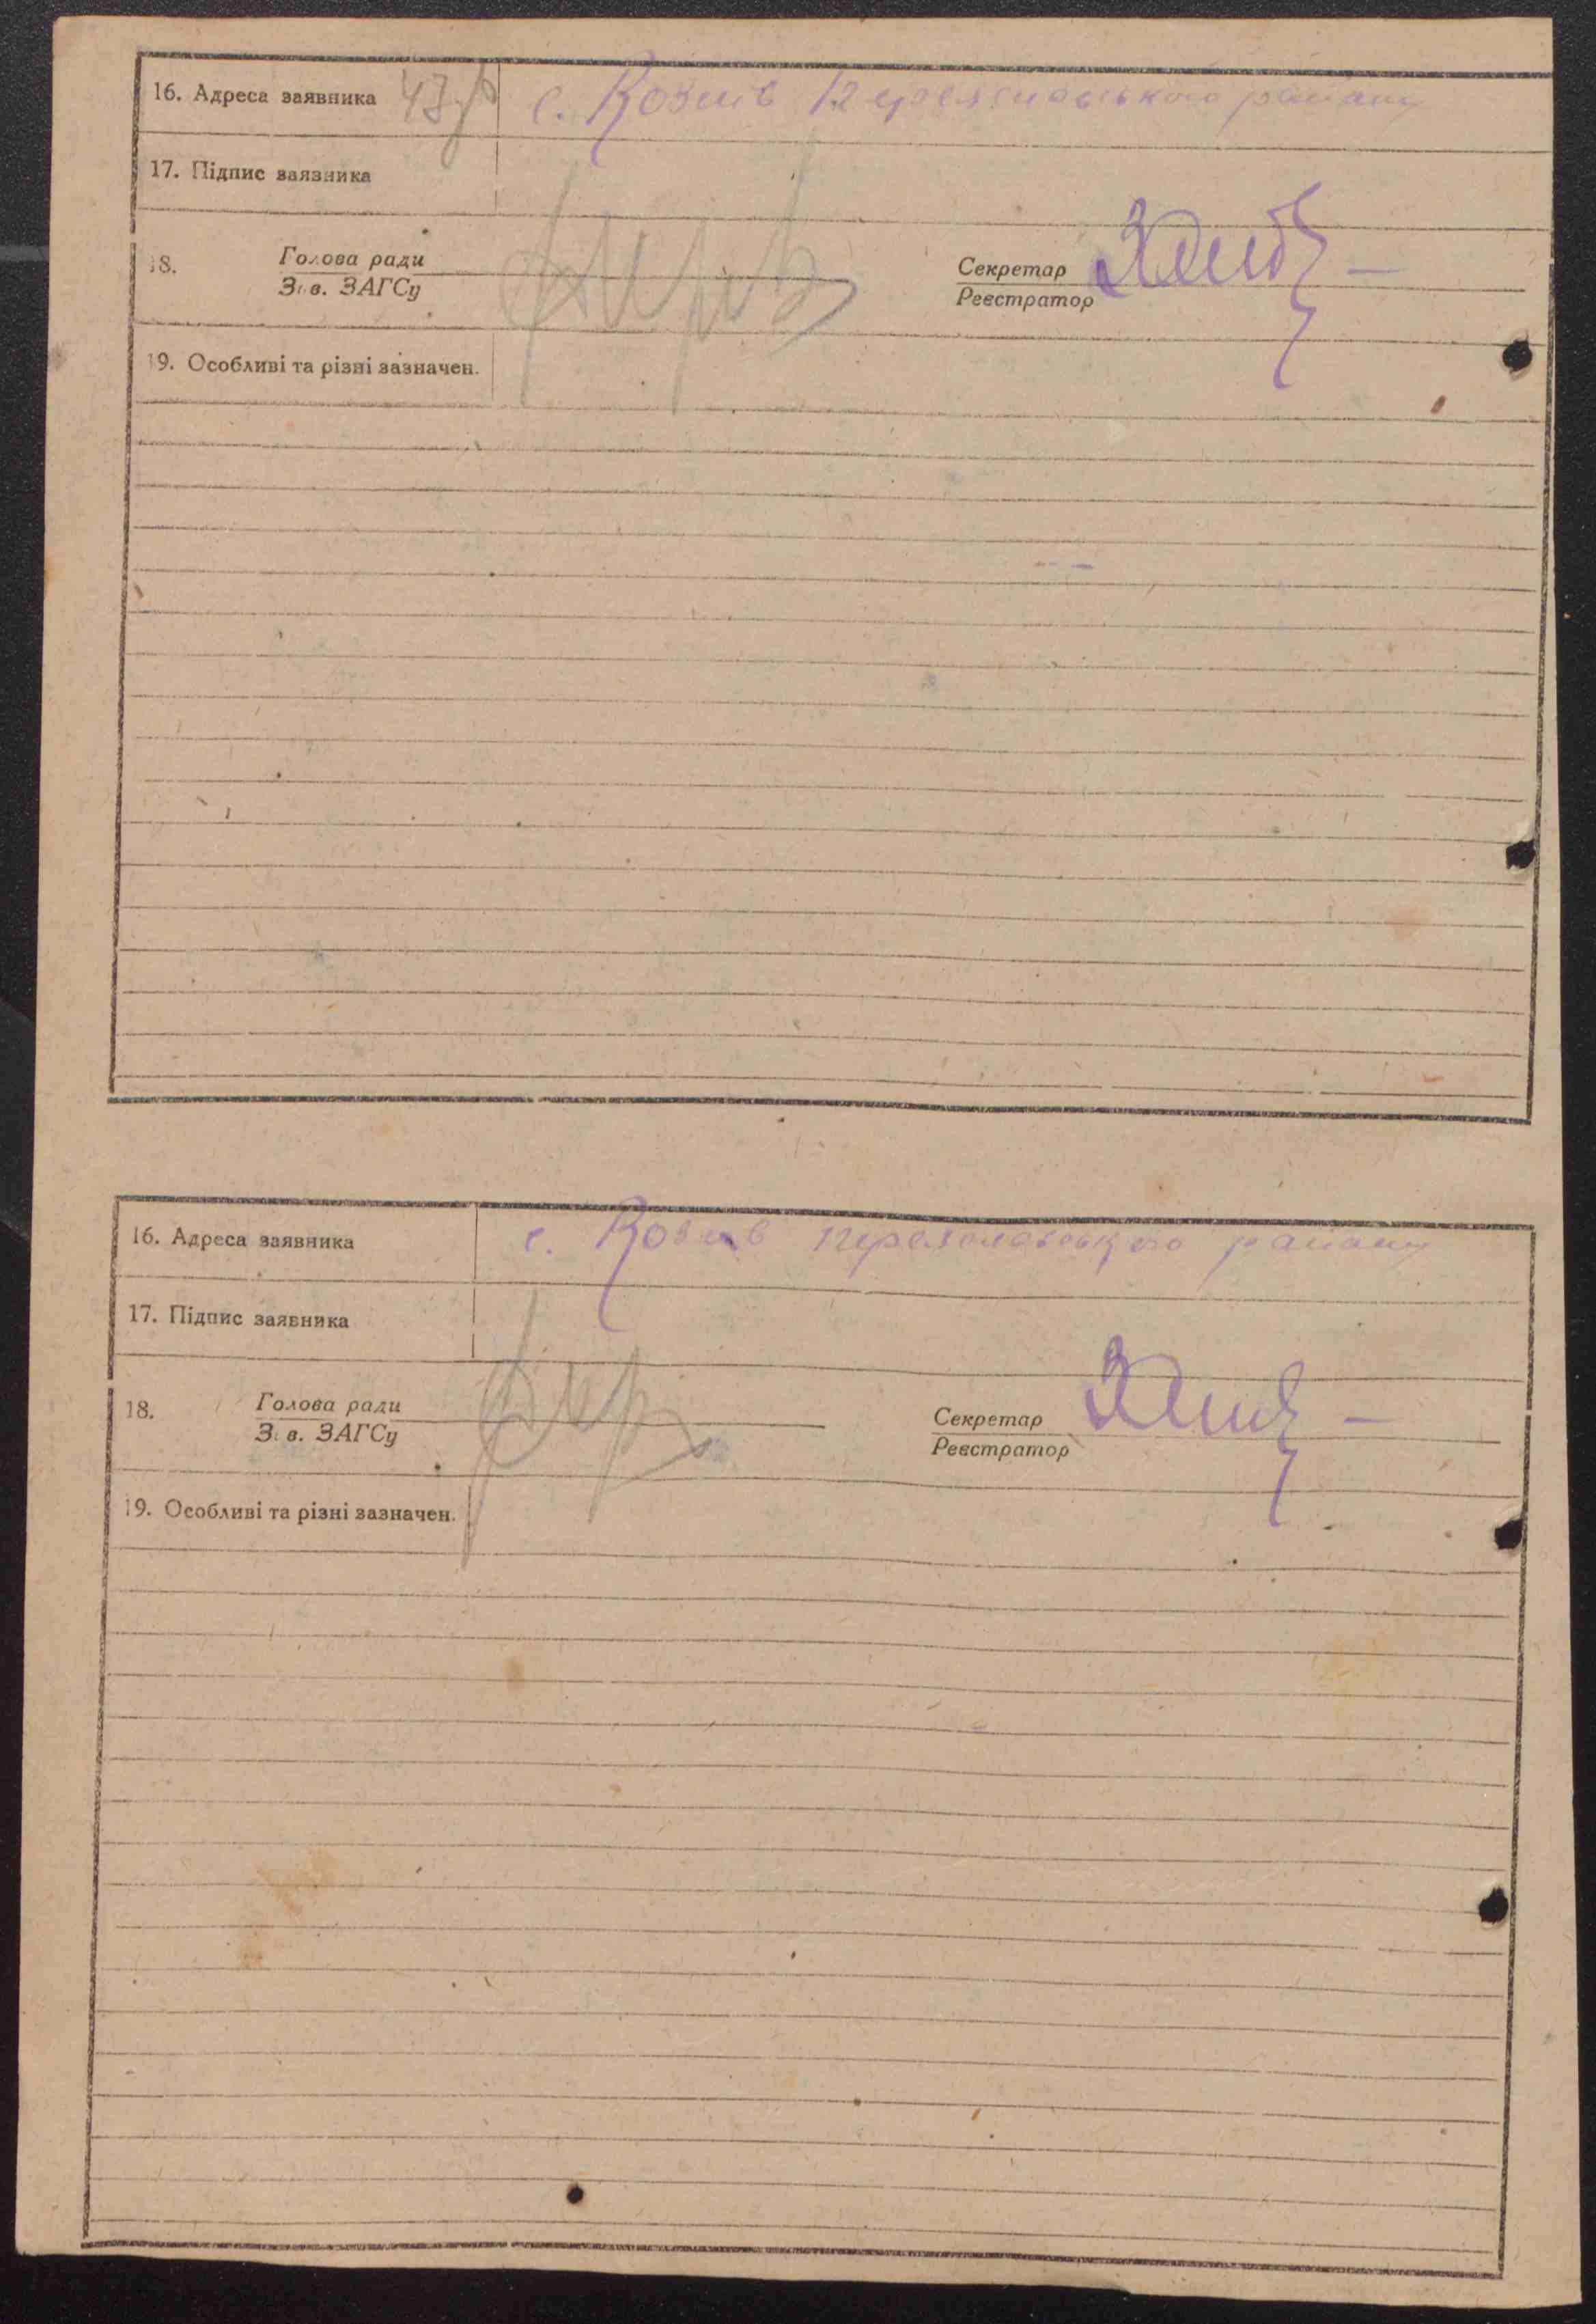 16. Адреса заявника 43 с. Козлів Переяславського району
17. Підпис заявника
18. Голова ради
Зав. ЗАГСу
Секретар
Реєстратор
19. Особливі та різні зазначен.
16. Адреса заявника с. Козлів Переяславського району
17. Підпис заявника
18. Голова ради
Зав. ЗАГСу
Секретар
Реєстратор
19. Особливі та різні зазначен.